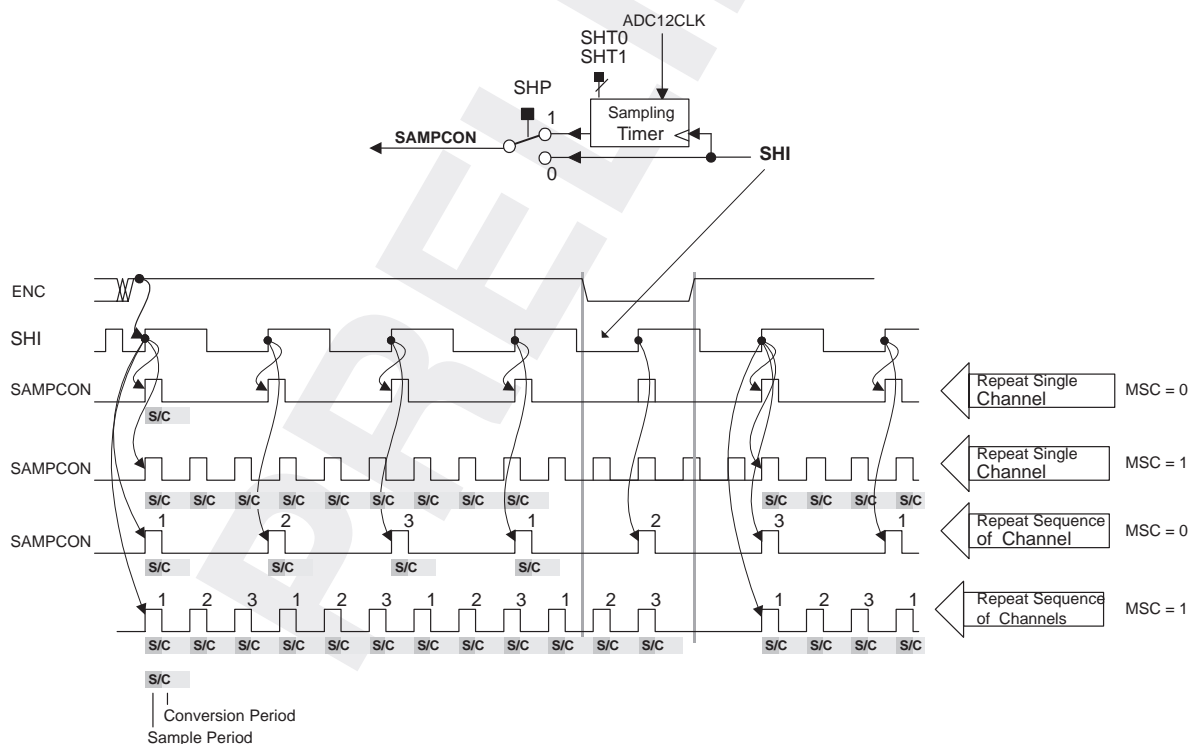 ADC12CLK
SHT0
SHT1
SHP
1
Sampling
Timer
SAMPCON
SHI
0
ENC
SHI
SAMPCON
Repeat Single
Channel
MSC = 0
S/C
SAMPCON
Repeat Single
Channel
MSC = 1
S/C S/C S/C S/C S/C S/C S/C S/C S/C S/C S/C S/C S/C
1 2 3 1 2 3 1
SAMPCON
Repeat Sequence
of Channel
MSC = 0
S/C S/C S/C S/C
1 2 3 1 2 3 1 2 3 1 2 3 1 2 3 1
Repeat Sequence
of Channels
MSC = 1
S/C S/C S/C S/C S/C S/C S/C S/C S/C S/C S/C S/C S/C S/C S/C S/C
S/C
Conversion Period
Sample Period
PRELI